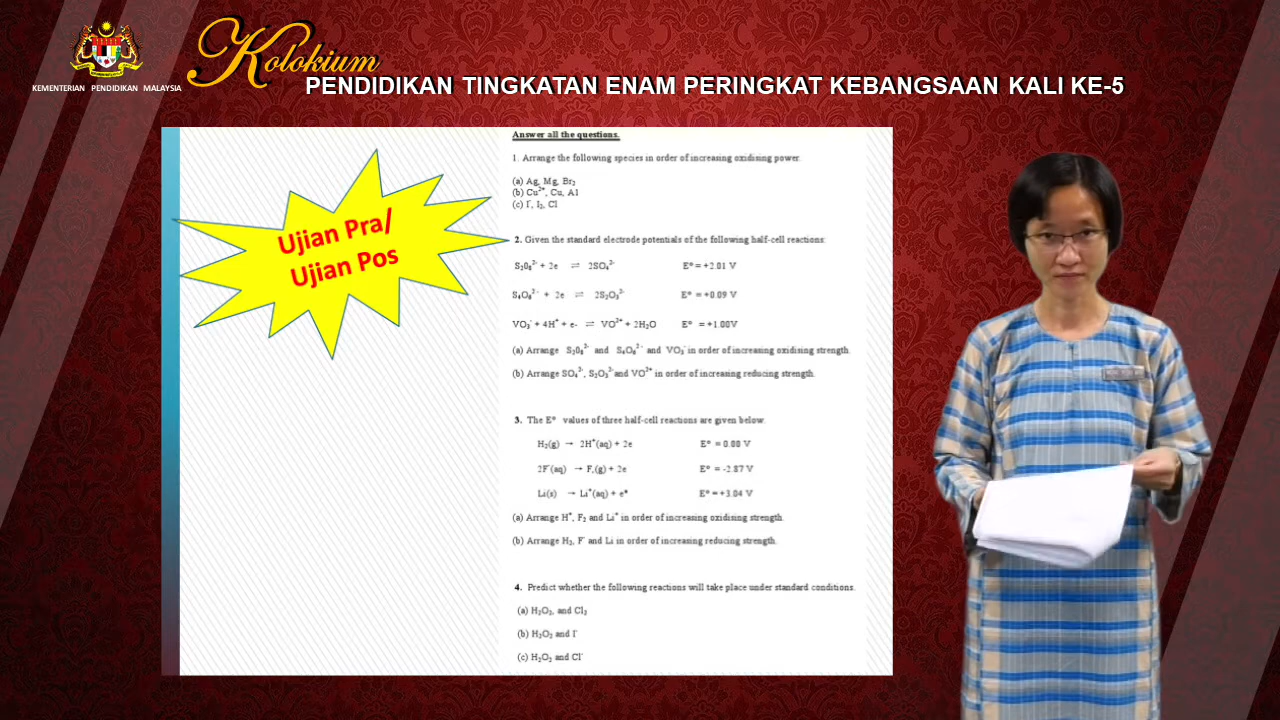 KEMENTERIAN PENDIDIKAN MALAYSIA
Kolokium
PENDIDIKAN TINGKATAN ENAM PERINGKAT KEBANGSAAN KALI KE-5
Ujian Pra/
Ujian Pos
Answer all the questions.
1. Arrange the following species in order of increasing oxidising power.
(a) Ag, Mg, Br₂
(b) Cu²⁺, Cu, Al
(c) I⁻, I₂, Cl
2. Given the standard electrode potentials of the following half-cell reactions:
S₂0₈²⁻ + 2e ⇌ 2SO₄²⁻ E° = +2.01 V
S₄O₆²⁻ + 2e ⇌ 2S₂O₃²⁻ E° = +0.09 V
VO₃⁻ + 4H⁺ + e- ⇌ VO²⁺ + 2H₂O E° = +1.00V
(a) Arrange S₂0₈²⁻ and S₄O₆²⁻ and VO₃⁻ in order of increasing oxidising strength.
(b) Arrange SO₄²⁻, S₂O₃²⁻ and VO²⁺ in order of increasing reducing strength.
3. The E° values of three half-cell reactions are given below.
H₂(g) → 2H⁺(aq) + 2e E° = 0.00 V
2F⁻(aq) → F₂(g) + 2e E° = -2.87 V
Li(s) → Li⁺(aq) + e• E° = +3.04 V
(a) Arrange H⁺, F₂ and Li⁺ in order of increasing oxidising strength.
(b) Arrange H₂, F⁻ and Li in order of increasing reducing strength.
4. Predict whether the following reactions will take place under standard conditions.
(a) H₂O₂, and Cl₂
(b) H₂O₂ and I⁻
(c) H₂O₂ and Cl⁻